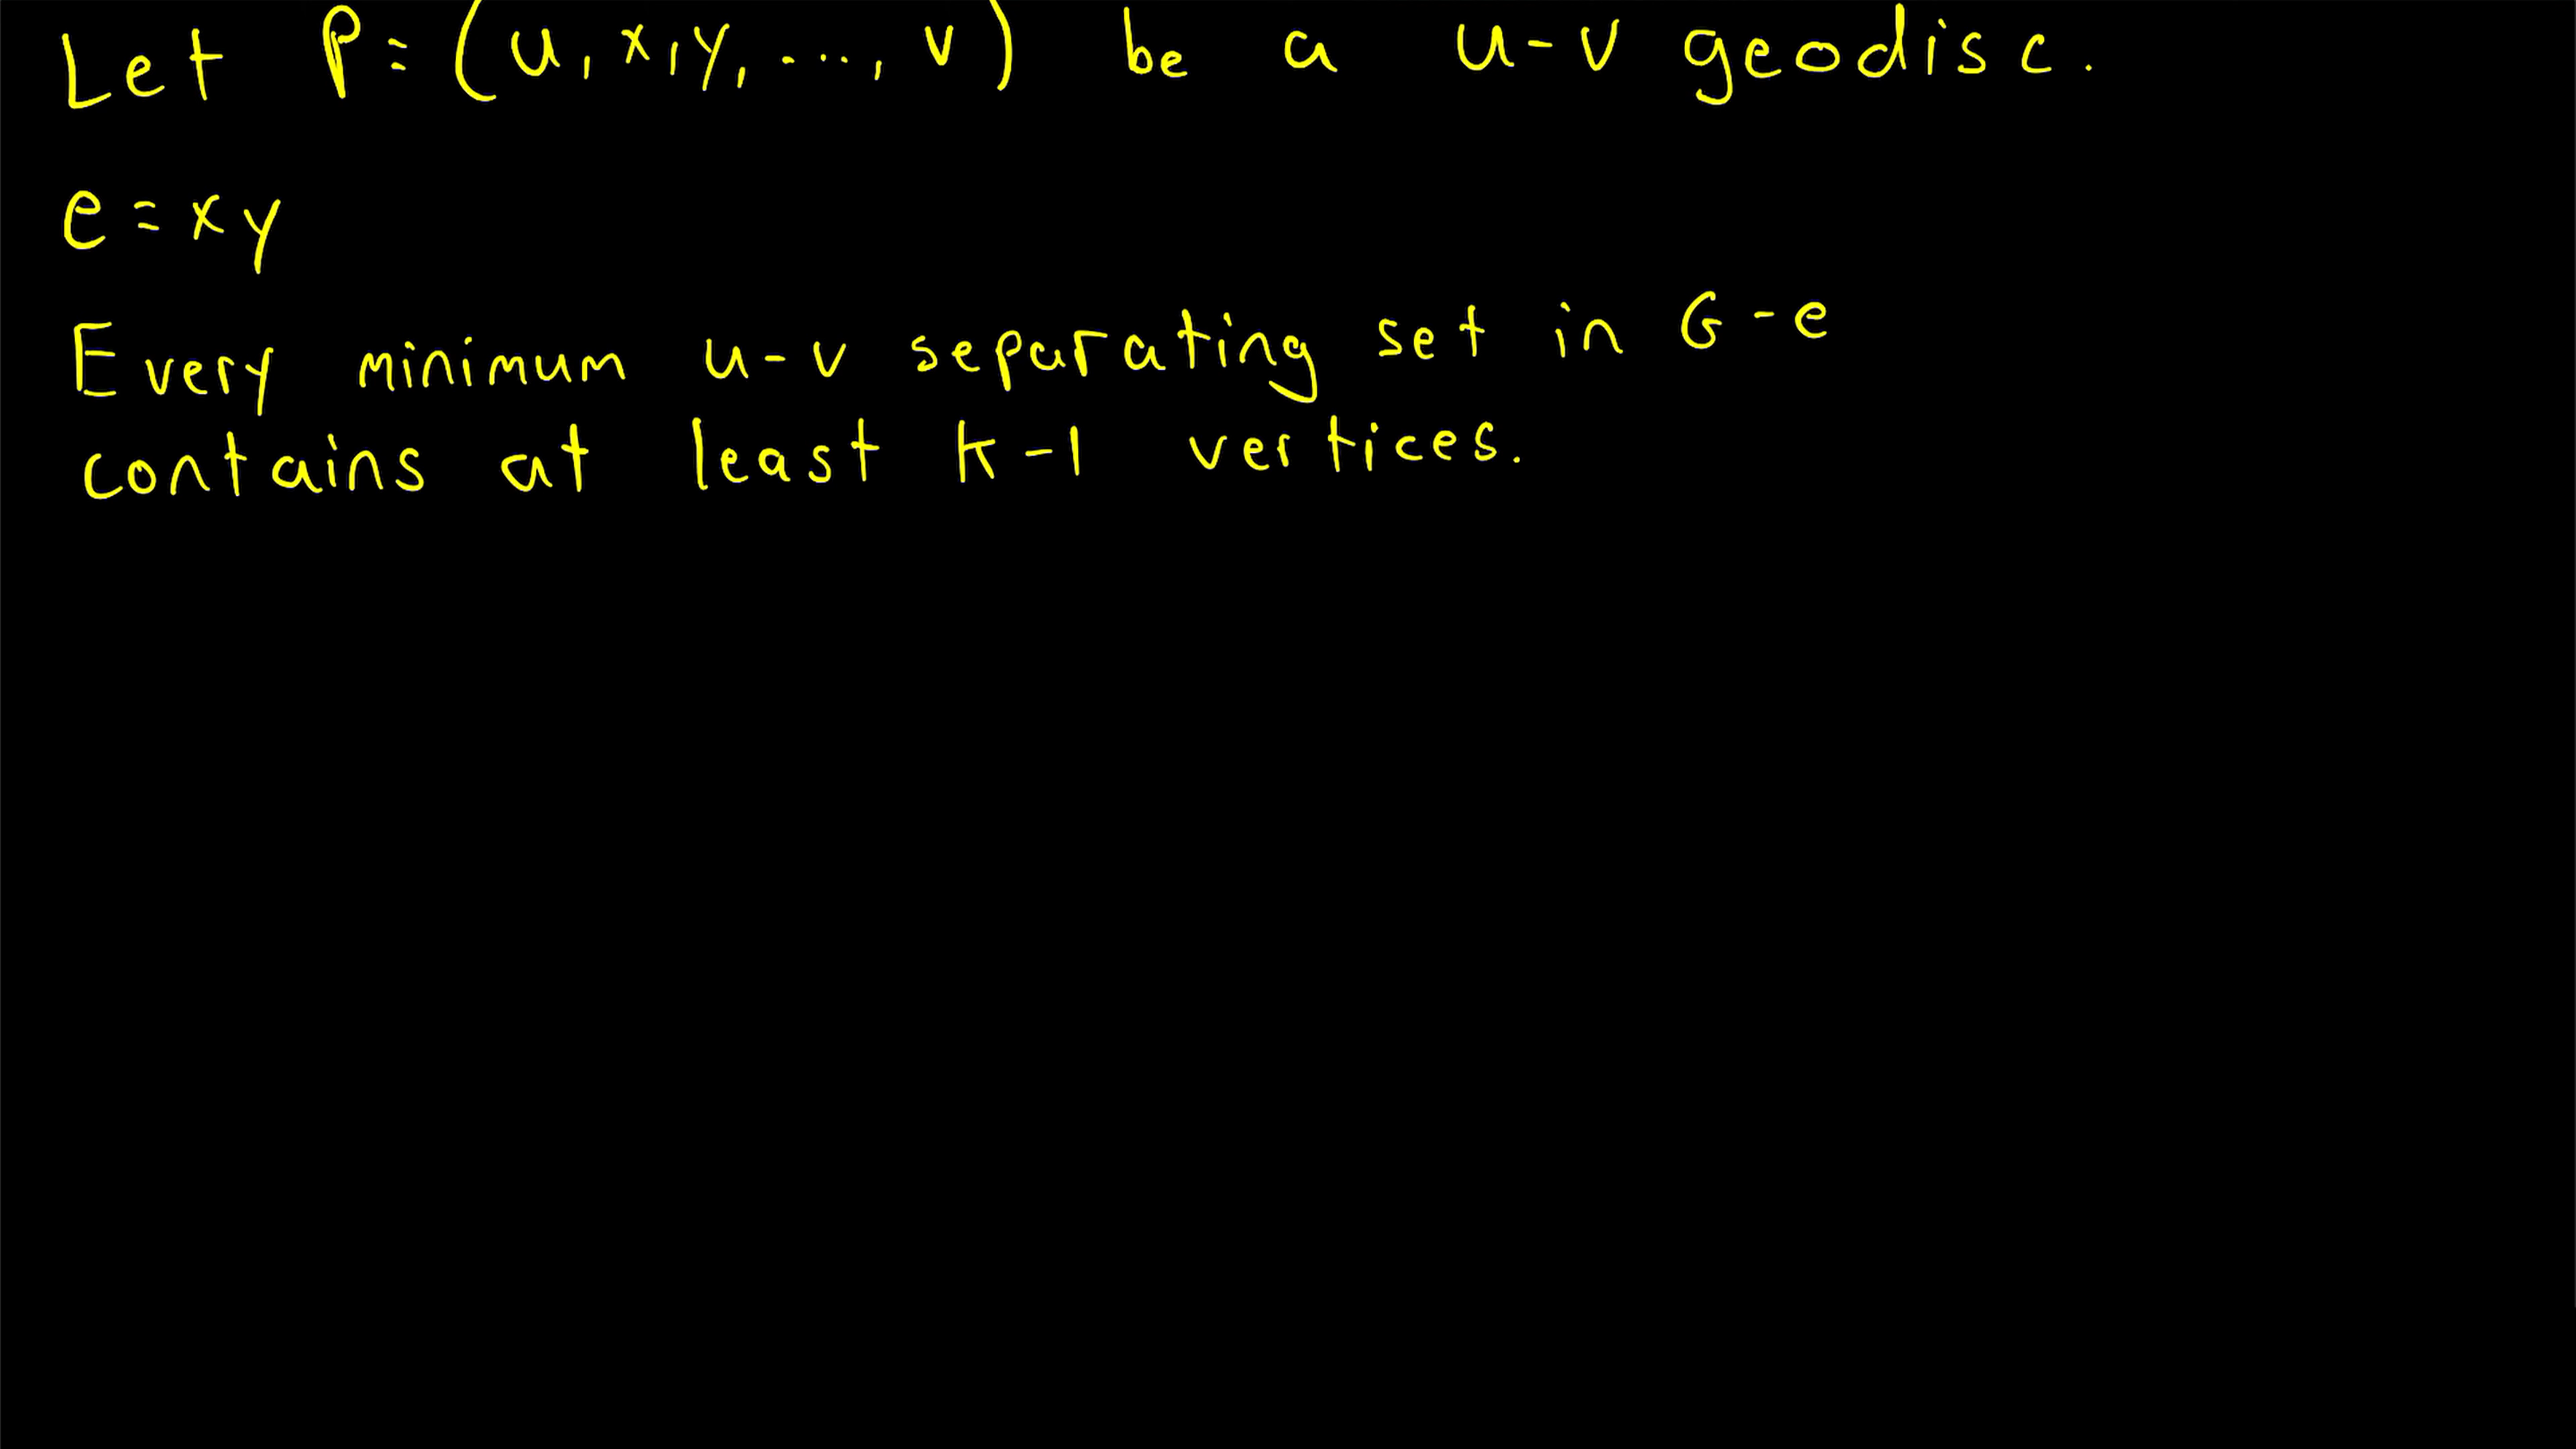 Let P=(u,x,y,...,v) be a u-v geodisc.
e=xy
Every minimum u-v separating set in G-e
contains at least k-1 vertices.